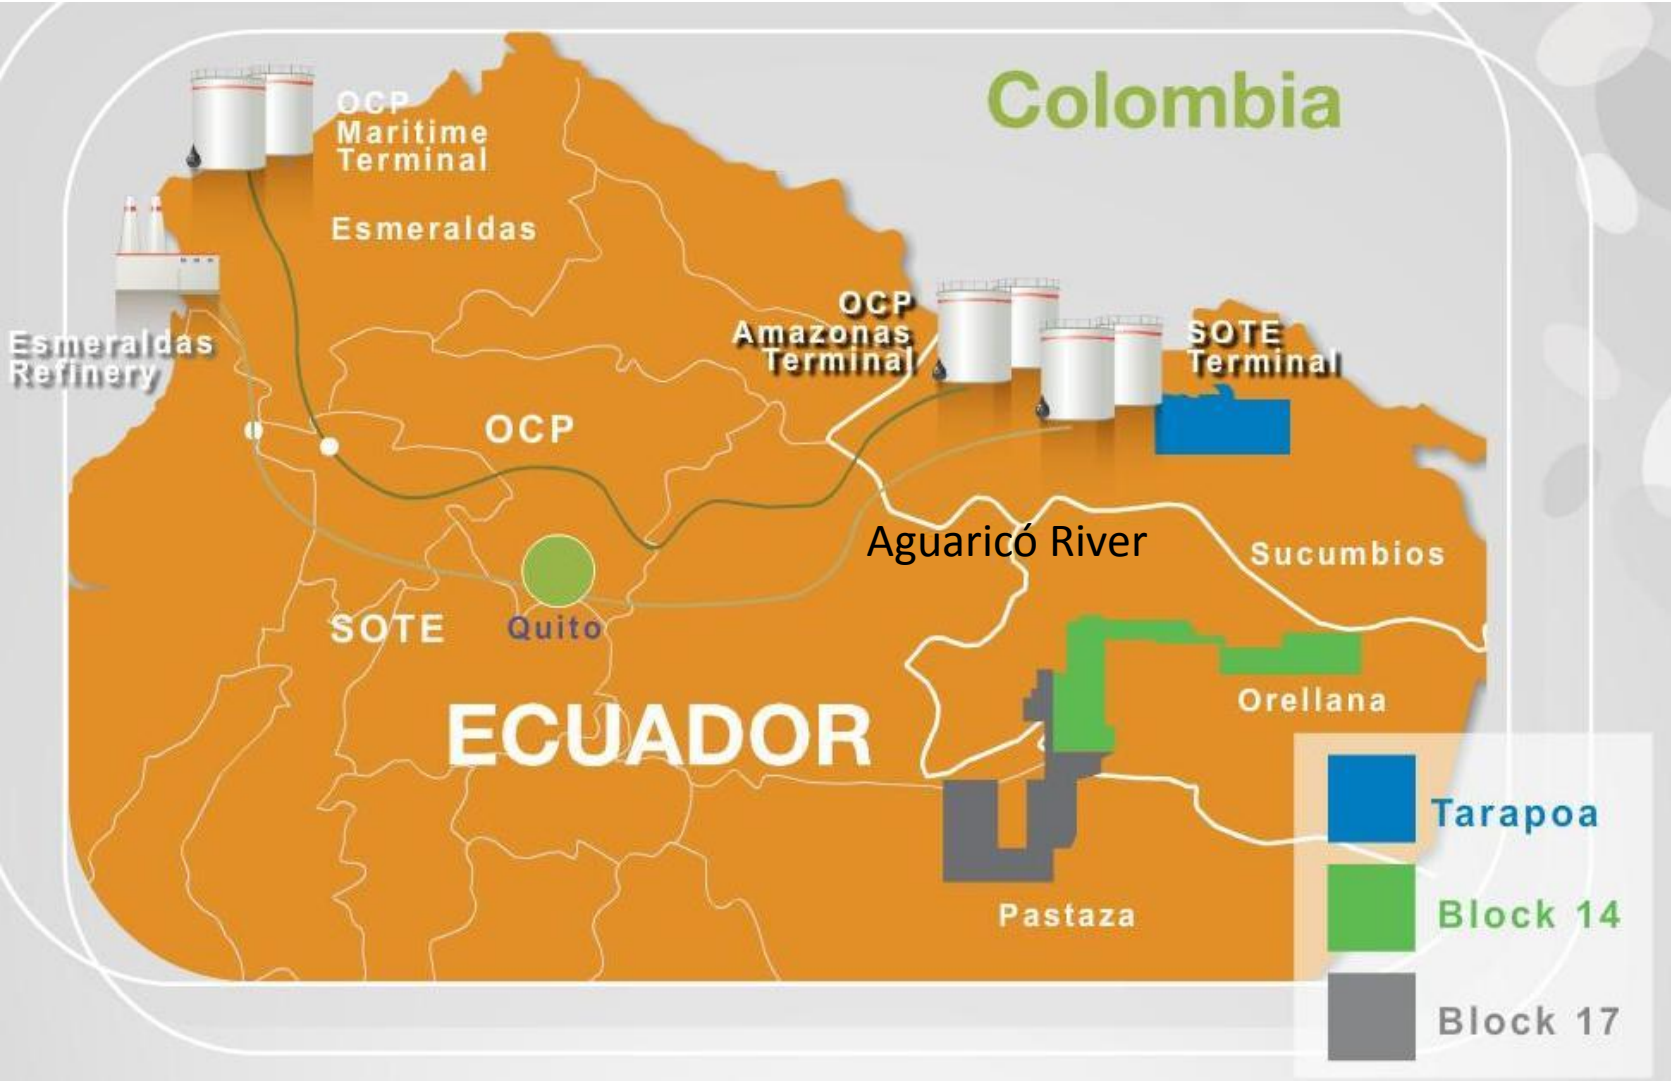 Colombia
OCP
Maritime
Terminal
Esmeraldas
Esmeraldas
Refinery
OCP
Amazonas
Terminal
SOTE
Terminal
OCP
Aguaricó River
Sucumbios
SOTE
Quito
Orellana
ECUADOR
Pastaza
Tarapoa
Block 14
Block 17